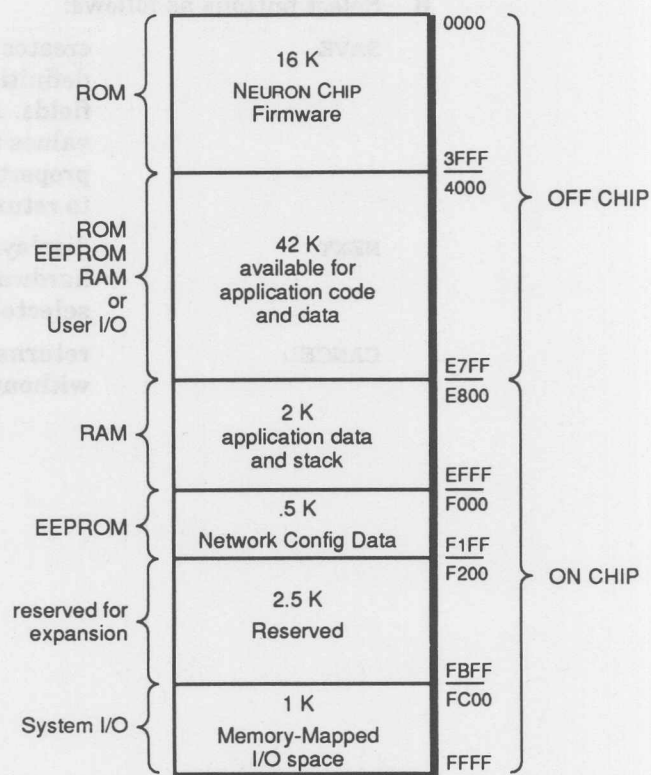 ROM
16 K
NEURON CHIP
Firmware
0000
3FFF
4000
OFF CHIP
ROM
EEPROM
RAM
or
User I/O
42 K
available for
application code
and data
E7FF
E800
RAM
2 K
application data
and stack
EFFF
F000
EEPROM
.5 K
Network Config Data
F1FF
F200
ON CHIP
reserved for
expansion
2.5 K
Reserved
FBFF
FC00
System I/O
1 K
Memory-Mapped
I/O space
FFFF